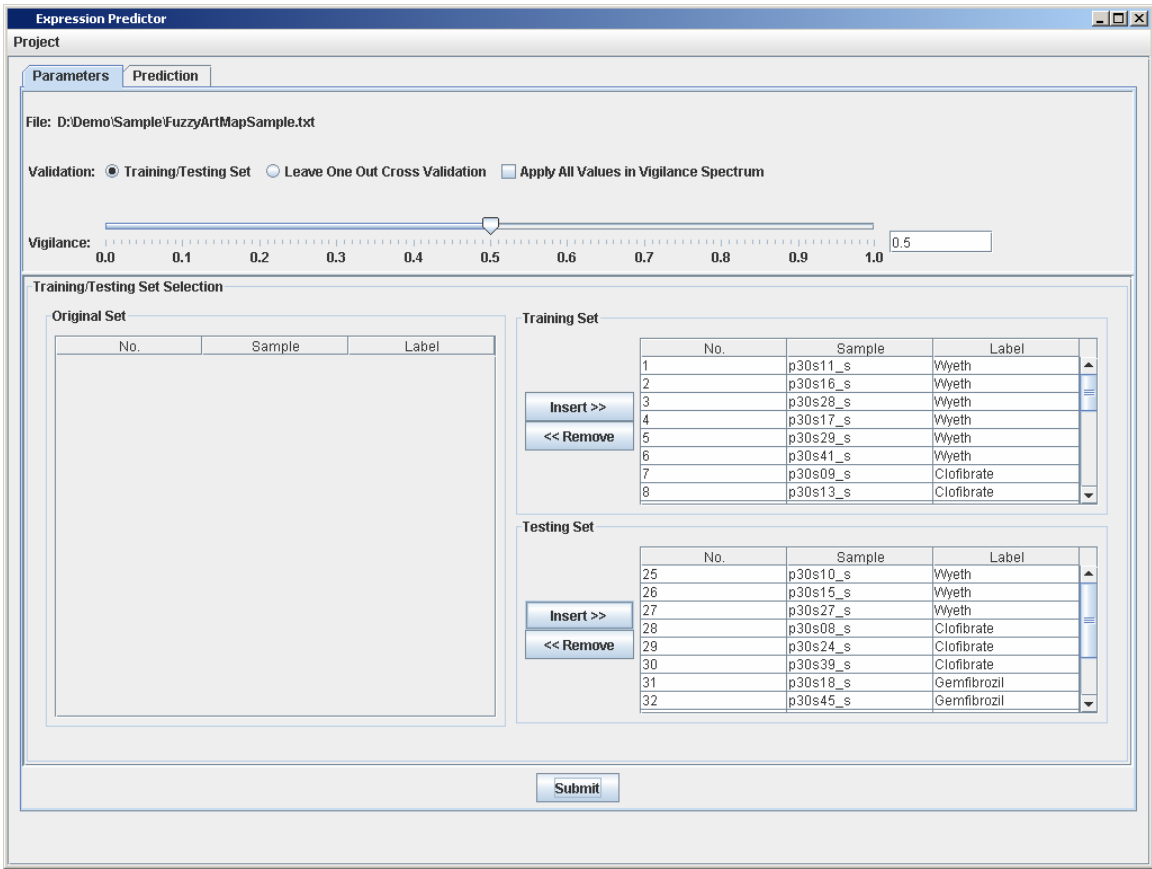 Expression Predictor
Project
Parameters Prediction
File: D:\Demo\Sample\FuzzyArtMapSample.txt
Validation: Training/Testing Set Leave One Out Cross Validation Apply All Values in Vigilance Spectrum
Vigilance: 0.5
0.0 0.1 0.2 0.3 0.4 0.5 0.6 0.7 0.8 0.9 1.0
Training/Testing Set Selection
Original Set
No. Sample Label
Training Set
No. Sample Label
1 p30s11_s Wyeth
2 p30s16_s Wyeth
3 p30s28_s Wyeth
4 p30s17_s Wyeth
5 p30s29_s Wyeth
6 p30s41_s Wyeth
7 p30s09_s Clofibrate
8 p30s13_s Clofibrate
Insert >>
<< Remove
Testing Set
No. Sample Label
25 p30s10_s Wyeth
26 p30s15_s Wyeth
27 p30s27_s Wyeth
28 p30s08_s Clofibrate
29 p30s24_s Clofibrate
30 p30s39_s Clofibrate
31 p30s18_s Gemfibrozil
32 p30s45_s Gemfibrozil
Insert >>
<< Remove
Submit